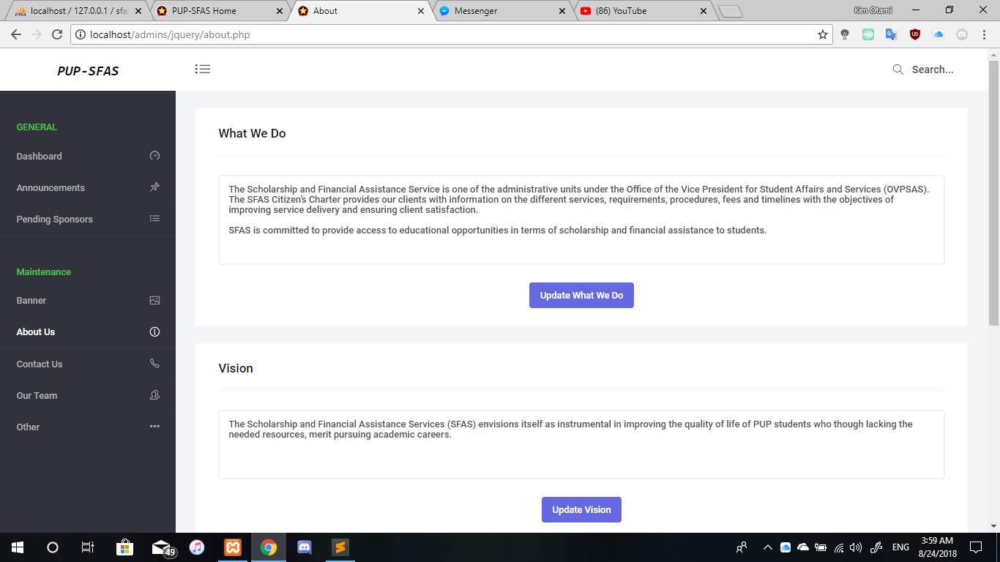 localhost / 127.0.0.1 / sfa
PUP-SFAS Home
About
Messenger
(86) YouTube
Kim Otami
localhost/admins/jquery/about.php
PUP-SFAS
Search...
GENERAL
Dashboard
Announcements
Pending Sponsors
Maintenance
Banner
About Us
Contact Us
Our Team
Other
What We Do
The Scholarship and Financial Assistance Service is one of the administrative units under the Office of the Vice President for Student Affairs and Services (OVPSAS).
The SFAS Citizen's Charter provides our clients with information on the different services, requirements, procedures, fees and timelines with the objectives of
improving service delivery and ensuring client satisfaction.
SFAS is committed to provide access to educational opportunities in terms of scholarship and financial assistance to students.
Update What We Do
Vision
The Scholarship and Financial Assistance Services (SFAS) envisions itself as instrumental in improving the quality of life of PUP students who though lacking the
needed resources, merit pursuing academic careers.
Update Vision
49
ENG
3:59 AM
8/24/2018